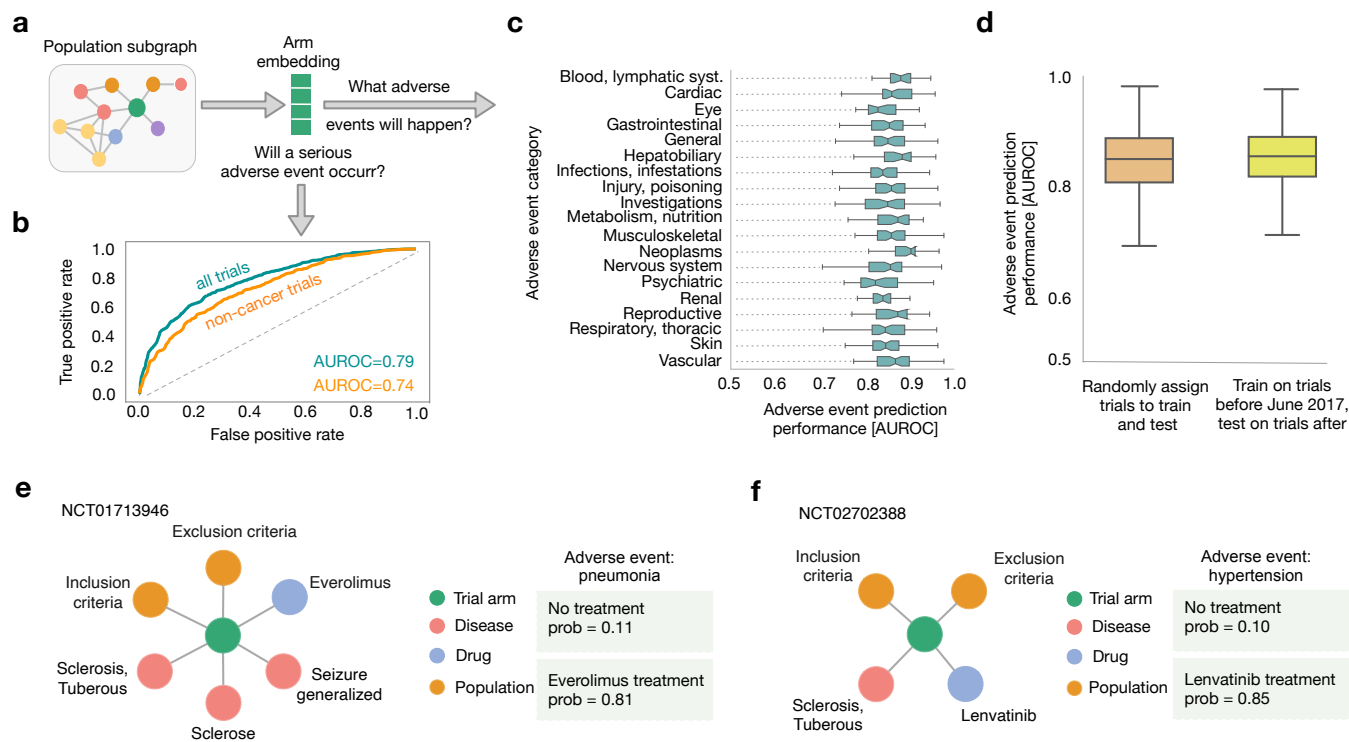 a
Population subgraph
Arm
embedding
What adverse
events will happen?
Will a serious
adverse event occurr?
b
True positive rate
1.0
0.8
0.6
0.4
0.2
0.0
all trials
non-cancer trials
AUROC=0.79
AUROC=0.74
0.0 0.2 0.4 0.6 0.8 1.0
False positive rate
c
Adverse event category
Blood, lymphatic syst.
Cardiac
Eye
Gastrointestinal
General
Hepatobiliary
Infections, infestations
Injury, poisoning
Investigations
Metabolism, nutrition
Musculoskeletal
Neoplasms
Nervous system
Psychiatric
Renal
Reproductive
Respiratory, thoracic
Skin
Vascular
0.5 0.6 0.7 0.8 0.9 1.0
Adverse event prediction
performance [AUROC]
d
Adverse event prediction
performance [AUROC]
1.0
0.8
0.6
0.5
Randomly assign
trials to train
and test
Train on trials
before June 2017,
test on trials after
e
NCT01713946
Exclusion criteria
Inclusion
criteria
Everolimus
Sclerosis,
Tuberous
Seizure
generalized
Sclerose
Trial arm
Disease
Drug
Population
Adverse event:
pneumonia
No treatment
prob = 0.11
Everolimus treatment
prob = 0.81
f
NCT02702388
Inclusion
criteria
Exclusion
criteria
Sclerosis,
Tuberous
Lenvatinib
Trial arm
Disease
Drug
Population
Adverse event:
hypertension
No treatment
prob = 0.10
Lenvatinib treatment
prob = 0.85